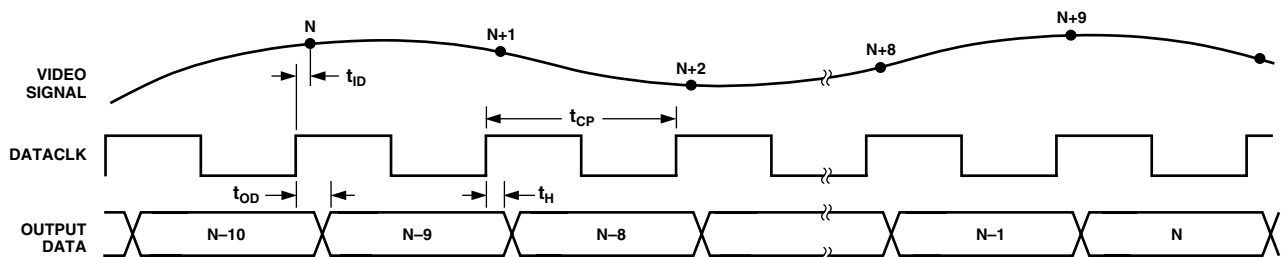 N
N+1
N+2
N+8
N+9
VIDEO
SIGNAL
tID
tCP
DATACLK
tOD
tH
OUTPUT
DATA
N–10
N–9
N–8
N–1
N